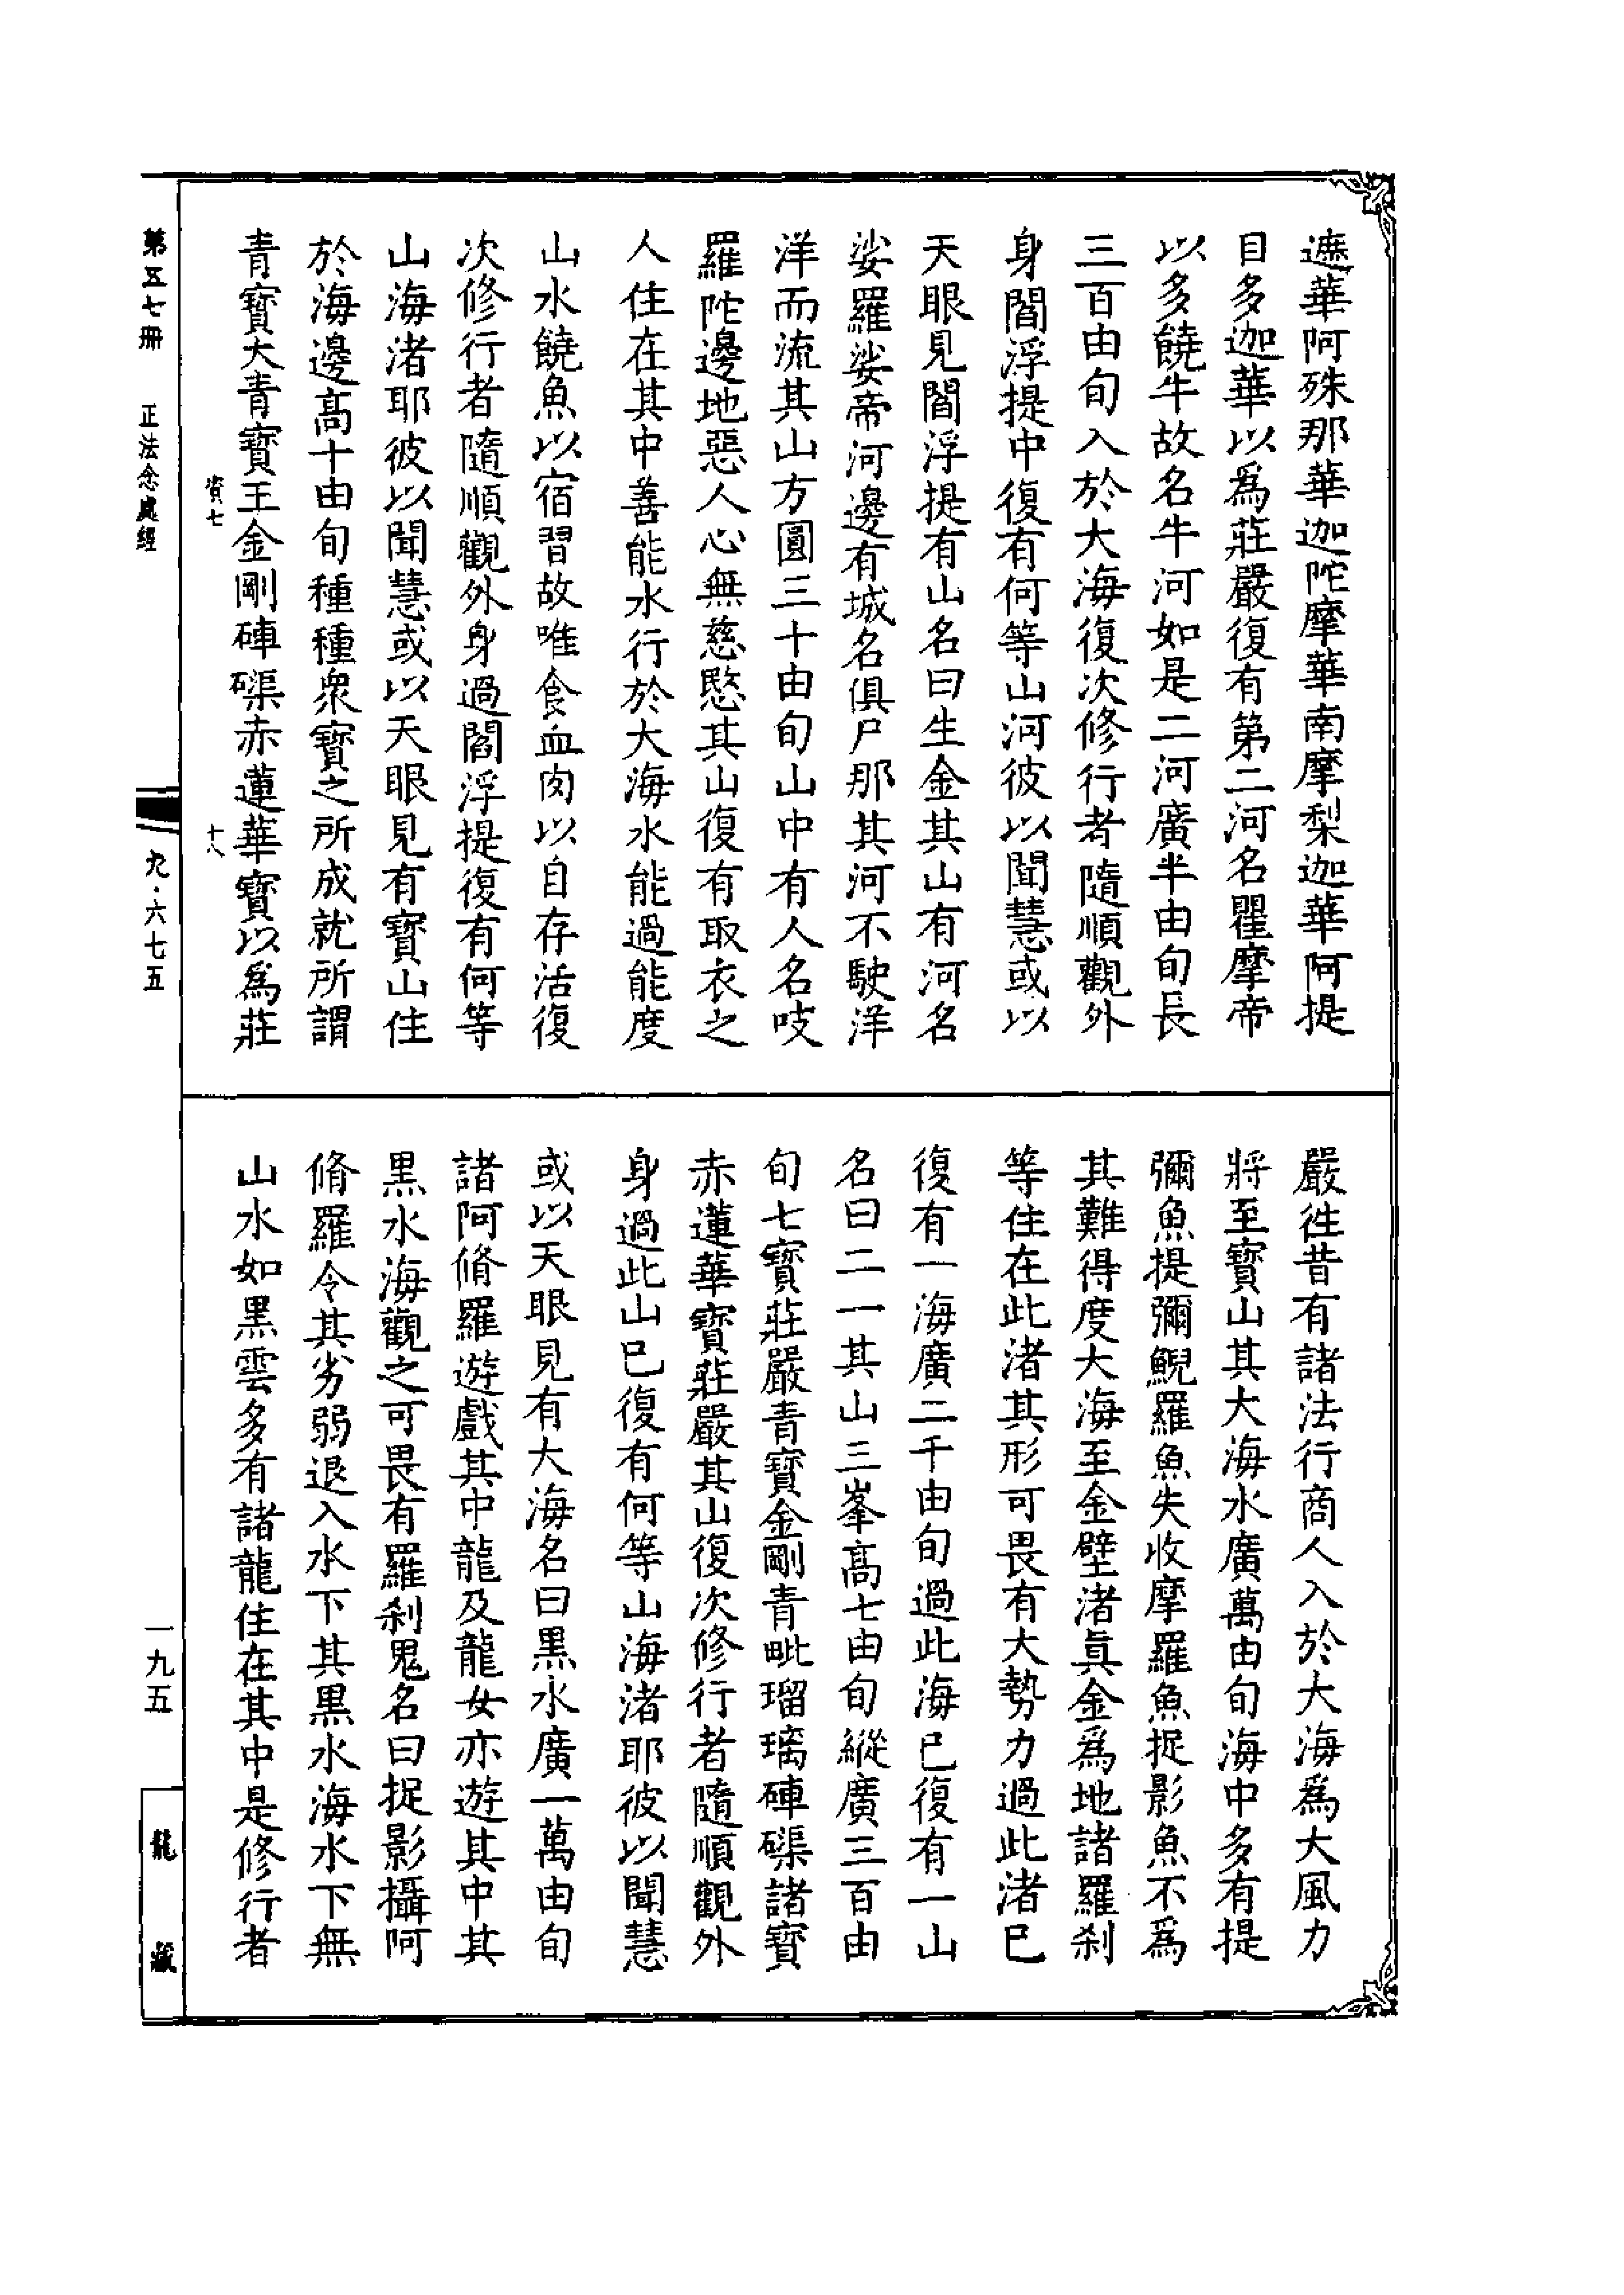 遮華阿殊那華迦陀摩華南摩梨迦華阿提
目多迦華以爲莊嚴復有第二河名瞿摩帝
以多饒牛故名牛河如是二河廣半由旬長
三百由旬入於大海復次修行者隨順觀外
身閻浮提中復有何等山河彼以聞慧或以
天眼見閻浮提有山名曰生金其山有河名
娑羅娑帝河邊有城名俱尸那其河不駛洋
洋而流其山方圓三十由旬山中有人名吱
羅陀邊地惡人心無慈愍其山復有取衣之
人住在其中善能水行於大海水能過能度
山水饒魚以宿習故唯食血肉以自存活復
次修行者隨順觀外身過閻浮提復有何等
山海渚耶彼以聞慧或以天眼見有寶山住
於海邊高十由旬種種衆寶之所成就所謂
青寶大青寶王金剛硨磲赤蓮華寶以爲莊
嚴徃昔有諸法行商人入於大海爲大風力
將至寶山其大海水廣萬由旬海中多有提
彌魚提彌鯢羅魚失收摩羅魚捉影魚不爲
其難得度大海至金壁渚眞金爲地諸羅刹
等住在此渚其形可畏有大勢力過此渚已
復有一海廣二千由旬過此海已復有一山
名曰二一其山三峯高七由旬縱廣三百由
旬七寶莊嚴青寶金剛青毗瑠璃硨磲諸寶
赤蓮華寶莊嚴其山復次修行者隨順觀外
身過此山已復有何等山海渚耶彼以聞慧
或以天眼見有大海名曰黑水廣一萬由旬
諸阿脩羅遊戲其中龍及龍女亦遊其中其
黑水海觀之可畏有羅刹鬼名曰捉影攝阿
脩羅令其劣弱退入水下其黑水海水下無
山水如黑雲多有諸龍住在其中是修行者
資七 十八
第五七冊 正法念處經
九·六七五
一九五
龍藏